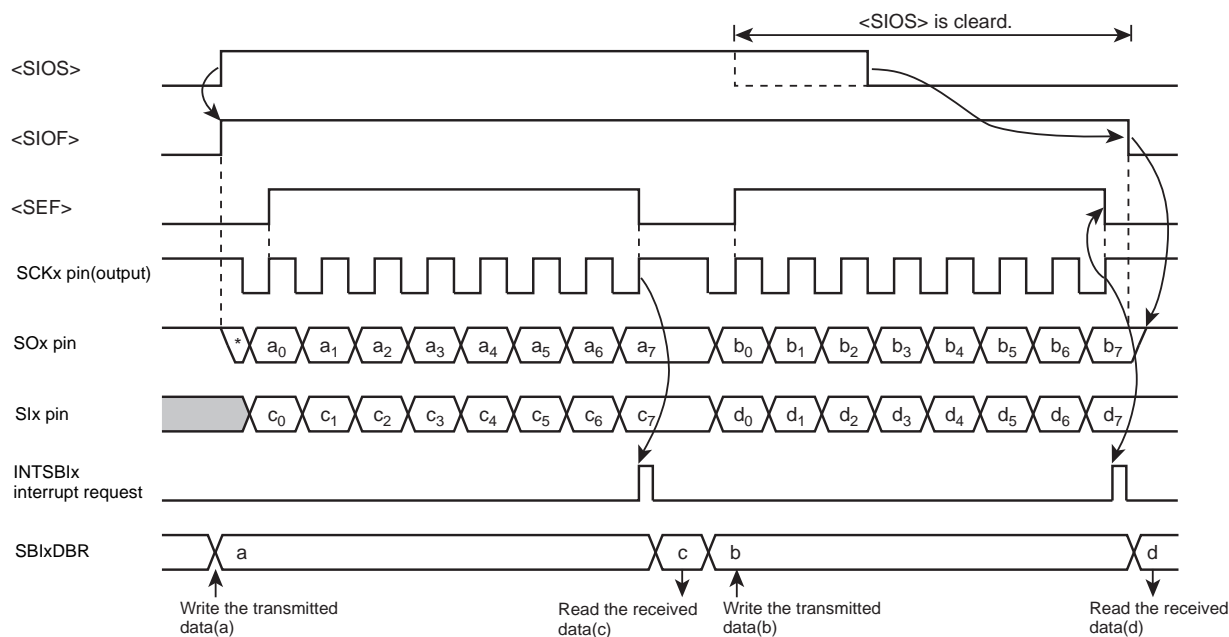 <SIOS> is cleard.
<SIOS>
<SIOF>
<SEF>
SCKx pin(output)
SOx pin
* a0 a1 a2 a3 a4 a5 a6 a7 b0 b1 b2 b3 b4 b5 b6 b7
SIx pin
c0 c1 c2 c3 c4 c5 c6 c7 d0 d1 d2 d3 d4 d5 d6 d7
INTSBIx
interrupt request
SBIxDBR
a c b d
Write the transmitted
data(a)
Read the received
data(c)
Write the transmitted
data(b)
Read the received
data(d)